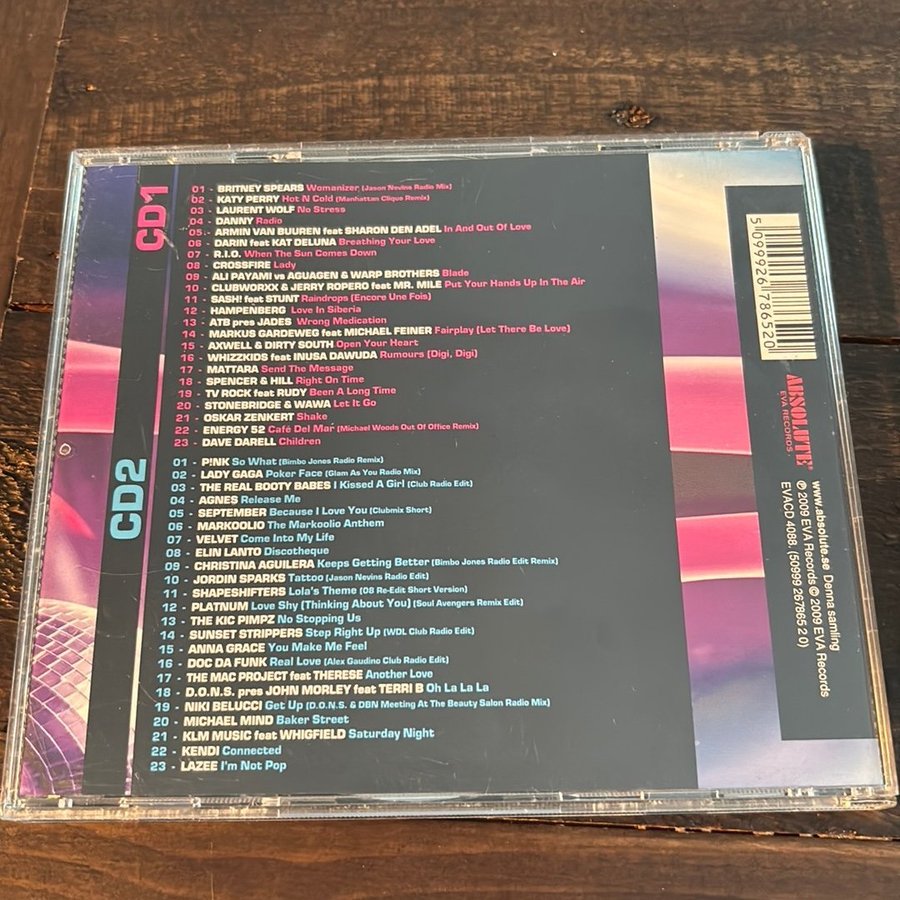 CD1
01 - BRITNEY SPEARS Womanizer (Jason Nevins Radio Mix)
02 - KATY PERRY Hot N Cold (Manhattan Clique Remix)
03 - LAURENT WOLF No Stress
04 - DANNY Radio
05 - ARMIN VAN BUUREN feat SHARON DEN ADEL In And Out Of Love
06 - DARIN feat KAT DELUNA Breathing Your Love
07 - R.I.O. When The Sun Comes Down
08 - CROSSFIRE Lady
09 - ALI PAYAMI vs AGUAGEN & WARP BROTHERS Blade
10 - CLUBWORXX & JERRY ROPERO feat MR. MILE Put Your Hands Up In The Air
11 - SASH! feat STUNT Raindrops (Encore Une Fois)
12 - HAMPENBERG Love In Siberia
13 - ATB pres JADES Wrong Medication
14 - MARKUS GARDEWEG feat MICHAEL FEINER Fairplay (Let There Be Love)
15 - AXWELL & DIRTY SOUTH Open Your Heart
16 - WHIZZKIDS feat INUSA DAWUDA Rumours (Digi, Digi)
17 - MATTARA Send The Message
18 - SPENCER & HILL Right On Time
19 - TV ROCK feat RUDY Been A Long Time
20 - STONEBRIDGE & WAWA Let It Go
21 - OSKAR ZENKERT Shake
22 - ENERGY 52 Café Del Mar (Michael Woods Out Of Office Remix)
23 - DAVE DARELL Children
CD2
01 - P!NK So What (Bimbo Jones Radio Remix)
02 - LADY GAGA Poker Face (Glam As You Radio Mix)
03 - THE REAL BOOTY BABES I Kissed A Girl (Club Radio Edit)
04 - AGNES Release Me
05 - SEPTEMBER Because I Love You (Clubmix Short)
06 - MARKOOLIO The Markoolio Anthem
07 - VELVET Come Into My Life
08 - ELIN LANTO Discotheque
09 - CHRISTINA AGUILERA Keeps Getting Better (Bimbo Jones Radio Edit Remix)
10 - JORDIN SPARKS Tattoo (Jason Nevins Radio Edit)
11 - SHAPESHIFTERS Lola's Theme (08 Re-Edit Short Version)
12 - PLATNUM Love Shy (Thinking About You) (Soul Avengers Remix Edit)
13 - THE KIC PIMPZ No Stopping Us
14 - SUNSET STRIPPERS Step Right Up (WDL Club Radio Edit)
15 - ANNA GRACE You Make Me Feel
16 - DOC DA FUNK Real Love (Alex Gaudino Club Radio Edit)
17 - THE MAC PROJECT feat THERESE Another Love
18 - D.O.N.S. pres JOHN MORLEY feat TERRI B Oh La La La
19 - NIKI BELUCCI Get Up (D.O.N.S. & DBN Meeting At The Beauty Salon Radio Mix)
20 - MICHAEL MIND Baker Street
21 - KLM MUSIC feat WHIGFIELD Saturday Night
22 - KENDI Connected
23 - LAZEE I'm Not Pop
5 099926 786520
ABSOLUTE®
EVA RECORDS.
www.absolute.se Denna samling
℗ 2009 EVA Records © 2009 EVA Records
EVACD 4088, (50999 267865 2 0)